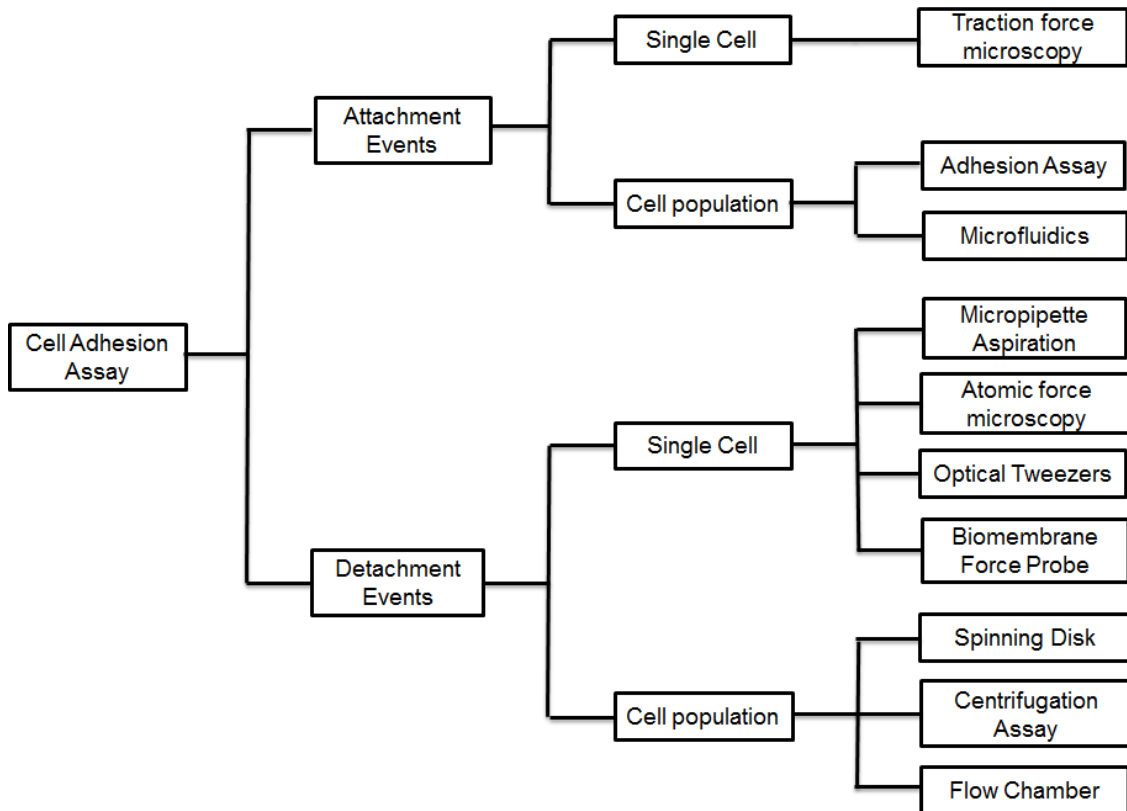 Cell Adhesion
Assay
Attachment
Events
Single Cell
Traction force
microscopy
Cell population
Adhesion Assay
Microfluidics
Detachment
Events
Single Cell
Micropipette
Aspiration
Atomic force
microscopy
Optical Tweezers
Biomembrane
Force Probe
Cell population
Spinning Disk
Centrifugation
Assay
Flow Chamber